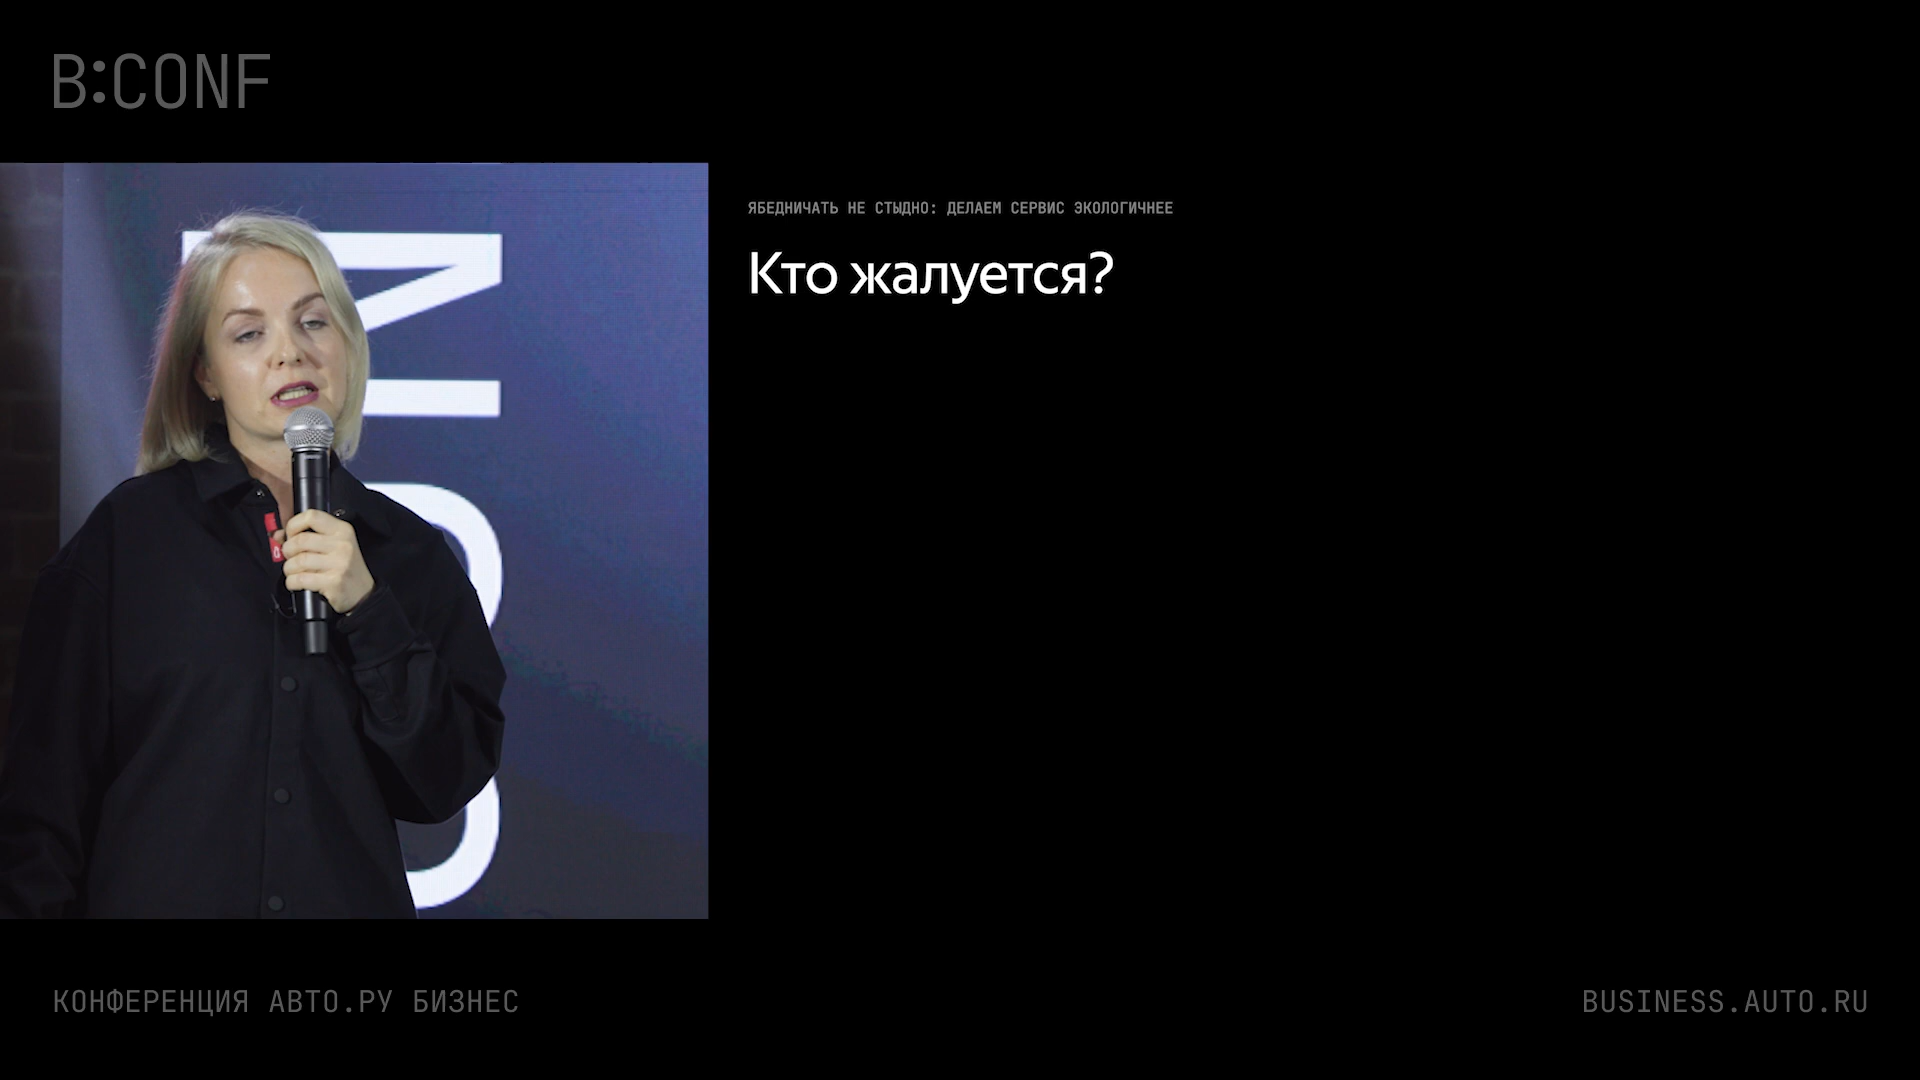 B:CONF
ЯБЕДНИЧАТЬ НЕ СТЫДНО: ДЕЛАЕМ СЕРВИС ЭКОЛОГИЧНЕЕ
Кто жалуется?
КОНФЕРЕНЦИЯ АВТО.РУ БИЗНЕС
BUSINESS.AUTO.RU